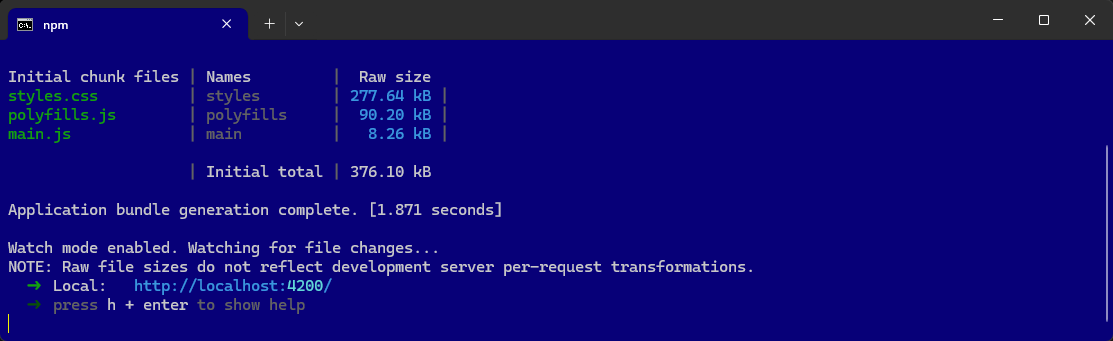 npm
Initial chunk files | Names         |  Raw size
styles.css          | styles        | 277.64 kB |
polyfills.js        | polyfills     |  90.20 kB |
main.js             | main          |   8.26 kB |
                    | Initial total | 376.10 kB
Application bundle generation complete. [1.871 seconds]
Watch mode enabled. Watching for file changes...
NOTE: Raw file sizes do not reflect development server per-request transformations.
  ➜  Local:   http://localhost:4200/
  ➜  press h + enter to show help